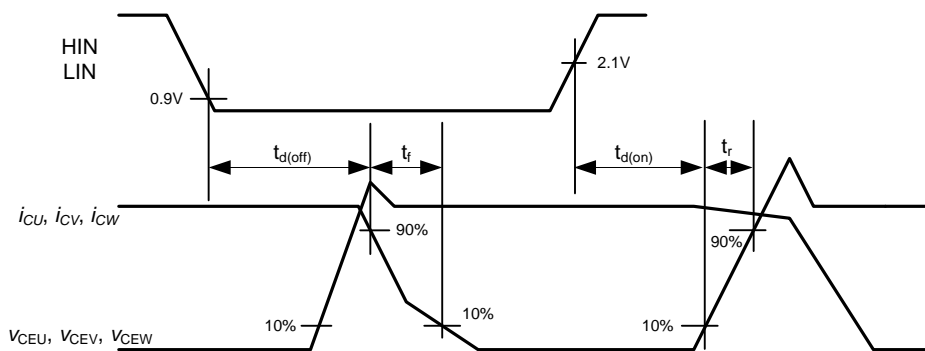 HIN
LIN
2.1V
0.9V
td(off)
tf
td(on)
tr
iCU, iCV, iCW
90%
90%
10%
10%
10%
vCEU, vCEV, vCEW